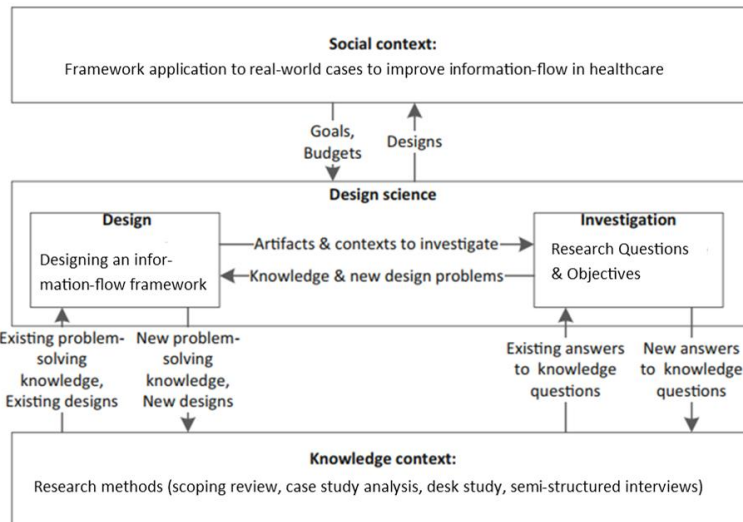 Social context:
Framework application to real-world cases to improve information-flow in healthcare
Goals,
Budgets
Designs
Design science
Design
Designing an infor-
mation-flow framework
Artifacts & contexts to investigate
Knowledge & new design problems
Investigation
Research Questions
& Objectives
Existing problem-
solving
knowledge,
Existing designs
New problem-
solving
knowledge,
New designs
Existing answers
to knowledge
questions
New answers
to knowledge
questions
Knowledge context:
Research methods (scoping review, case study analysis, desk study, semi-structured interviews)